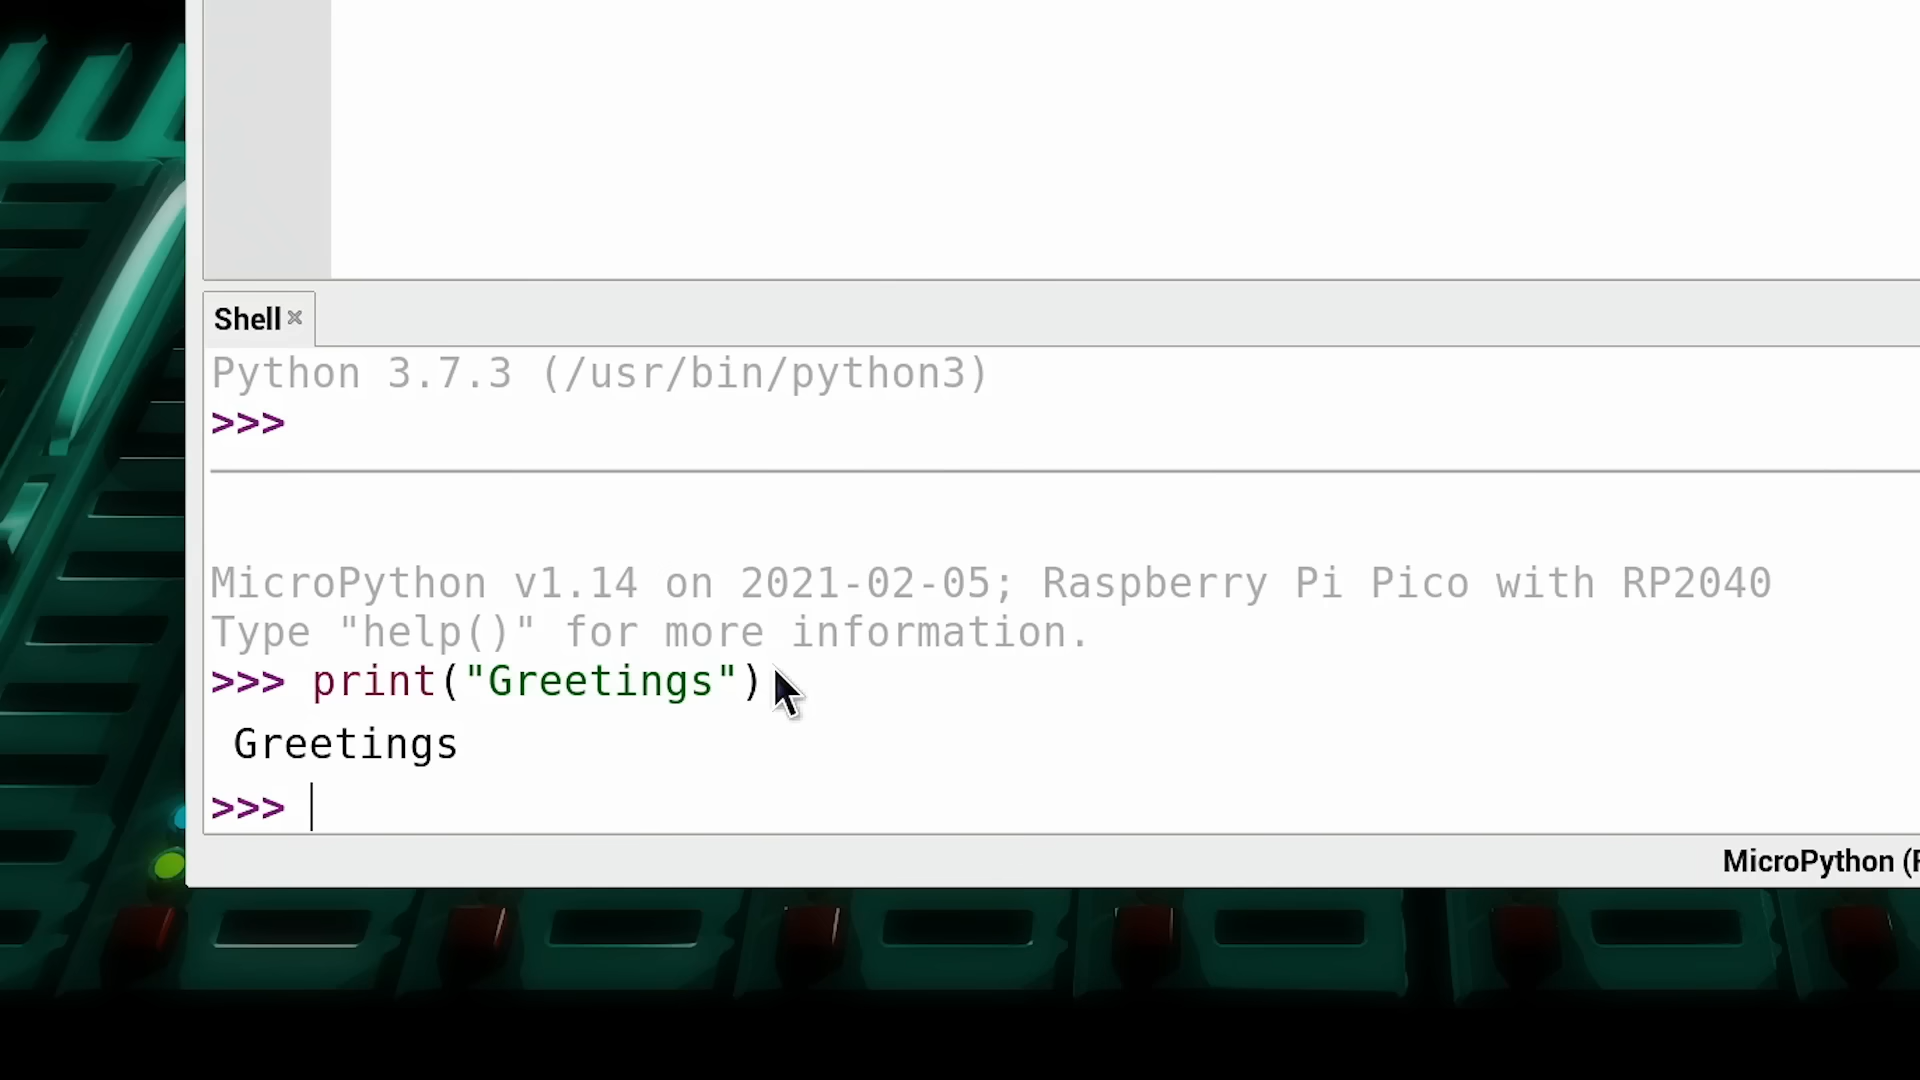 Shell
Python 3.7.3 (/usr/bin/python3)
>>>
MicroPython v1.14 on 2021-02-05; Raspberry Pi Pico with RP2040
Type "help()" for more information.
>>> print("Greetings")
Greetings
>>>
MicroPython (